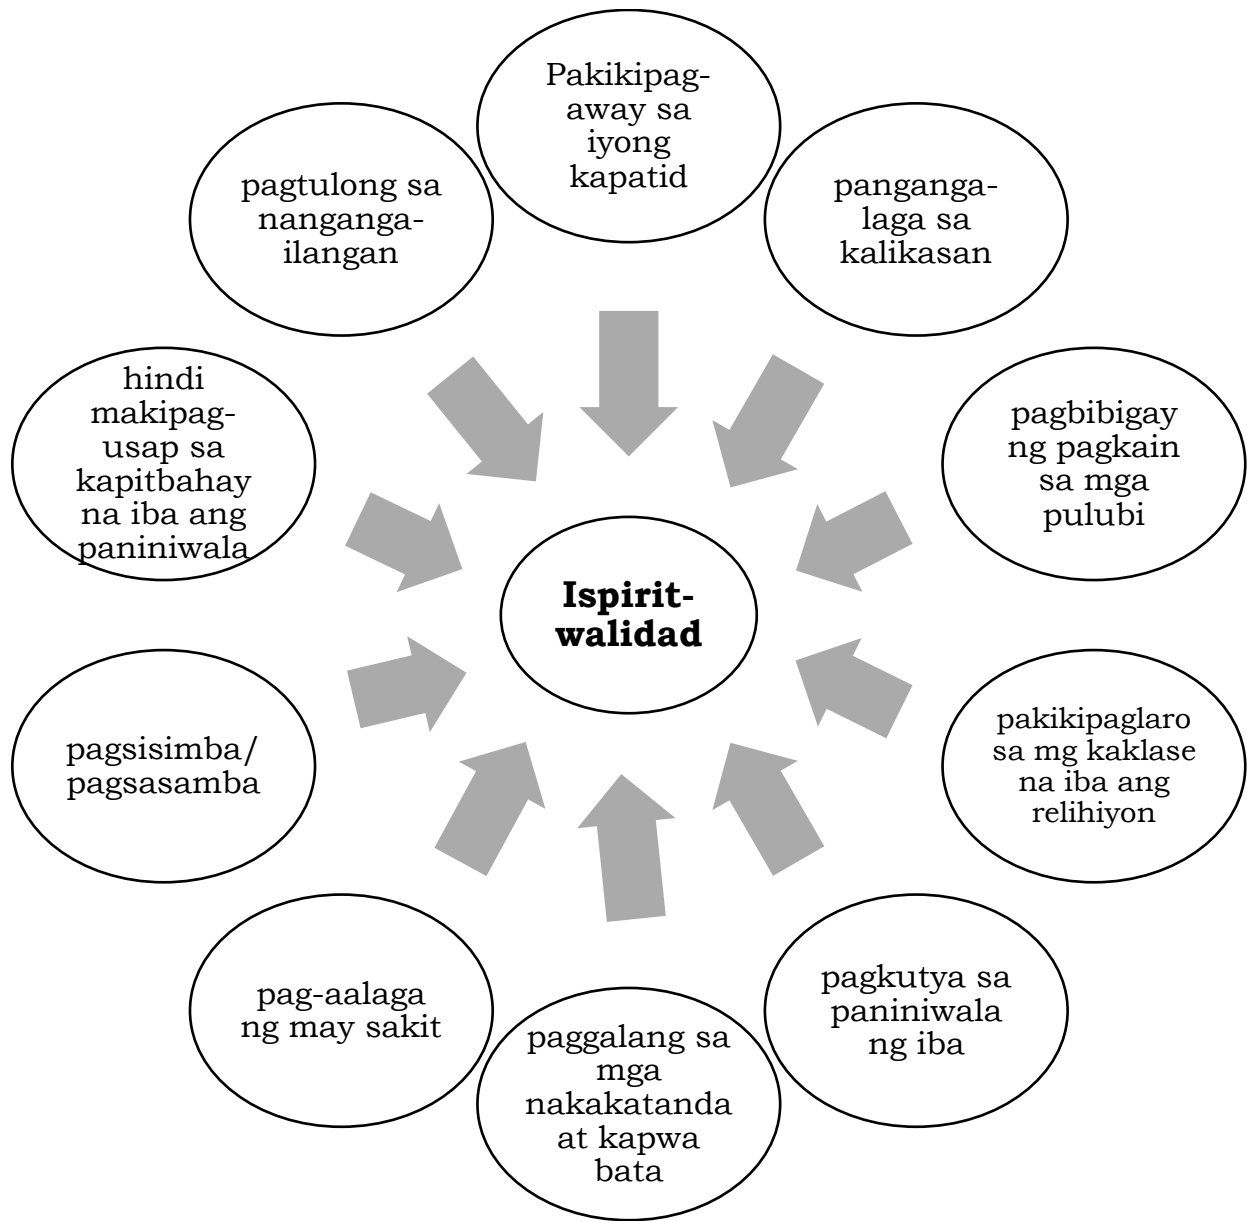 Pakikipag-
away sa
iyong
kapatid
pagtulong sa
nanganga-
ilangan
panganga-
laga sa
kalikasan
hindi
makipag-
usap sa
kapitbahay
na iba ang
paniniwala
pagbibigay
ng pagkain
sa mga
pulubi
Ispirit-
walidad
pagsisimba/
pagsasamba
pakikipaglaro
sa mg kaklase
na iba ang
relihiyon
pag-aalaga
ng may sakit
paggalang sa
mga
nakakatanda
at kapwa
bata
pagkutya sa
paniniwala
ng iba